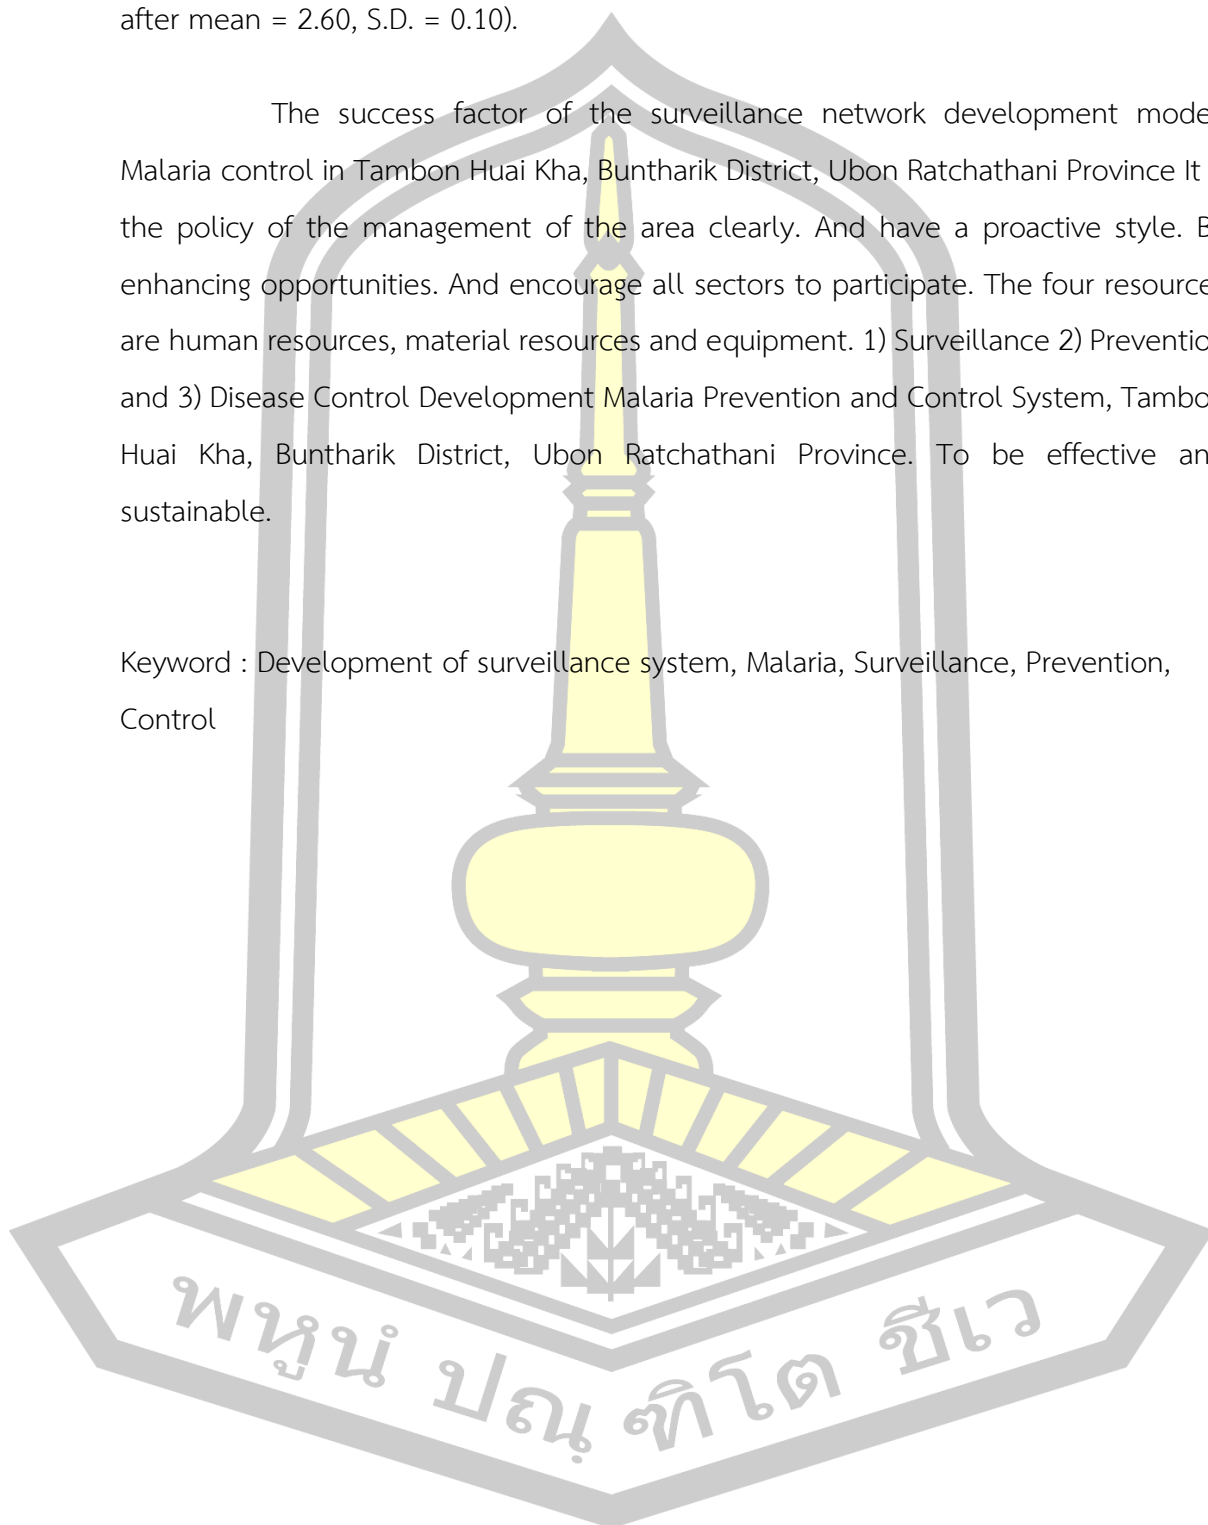 after mean = 2.60, S.D. = 0.10).
The success factor of the surveillance network development mode
Malaria control in Tambon Huai Kha, Buntharik District, Ubon Ratchathani Province It
the policy of the management of the area clearly. And have a proactive style. B
enhancing opportunities. And encourage all sectors to participate. The four resource
are human resources, material resources and equipment. 1) Surveillance 2) Preventio
and 3) Disease Control Development Malaria Prevention and Control System, Tambo
Huai Kha, Buntharik District, Ubon Ratchathani Province. To be effective an
sustainable.
Keyword : Development of surveillance system, Malaria, Surveillance, Prevention,
Control
พหูนํ ปณฺ ฑิโต ชีเว